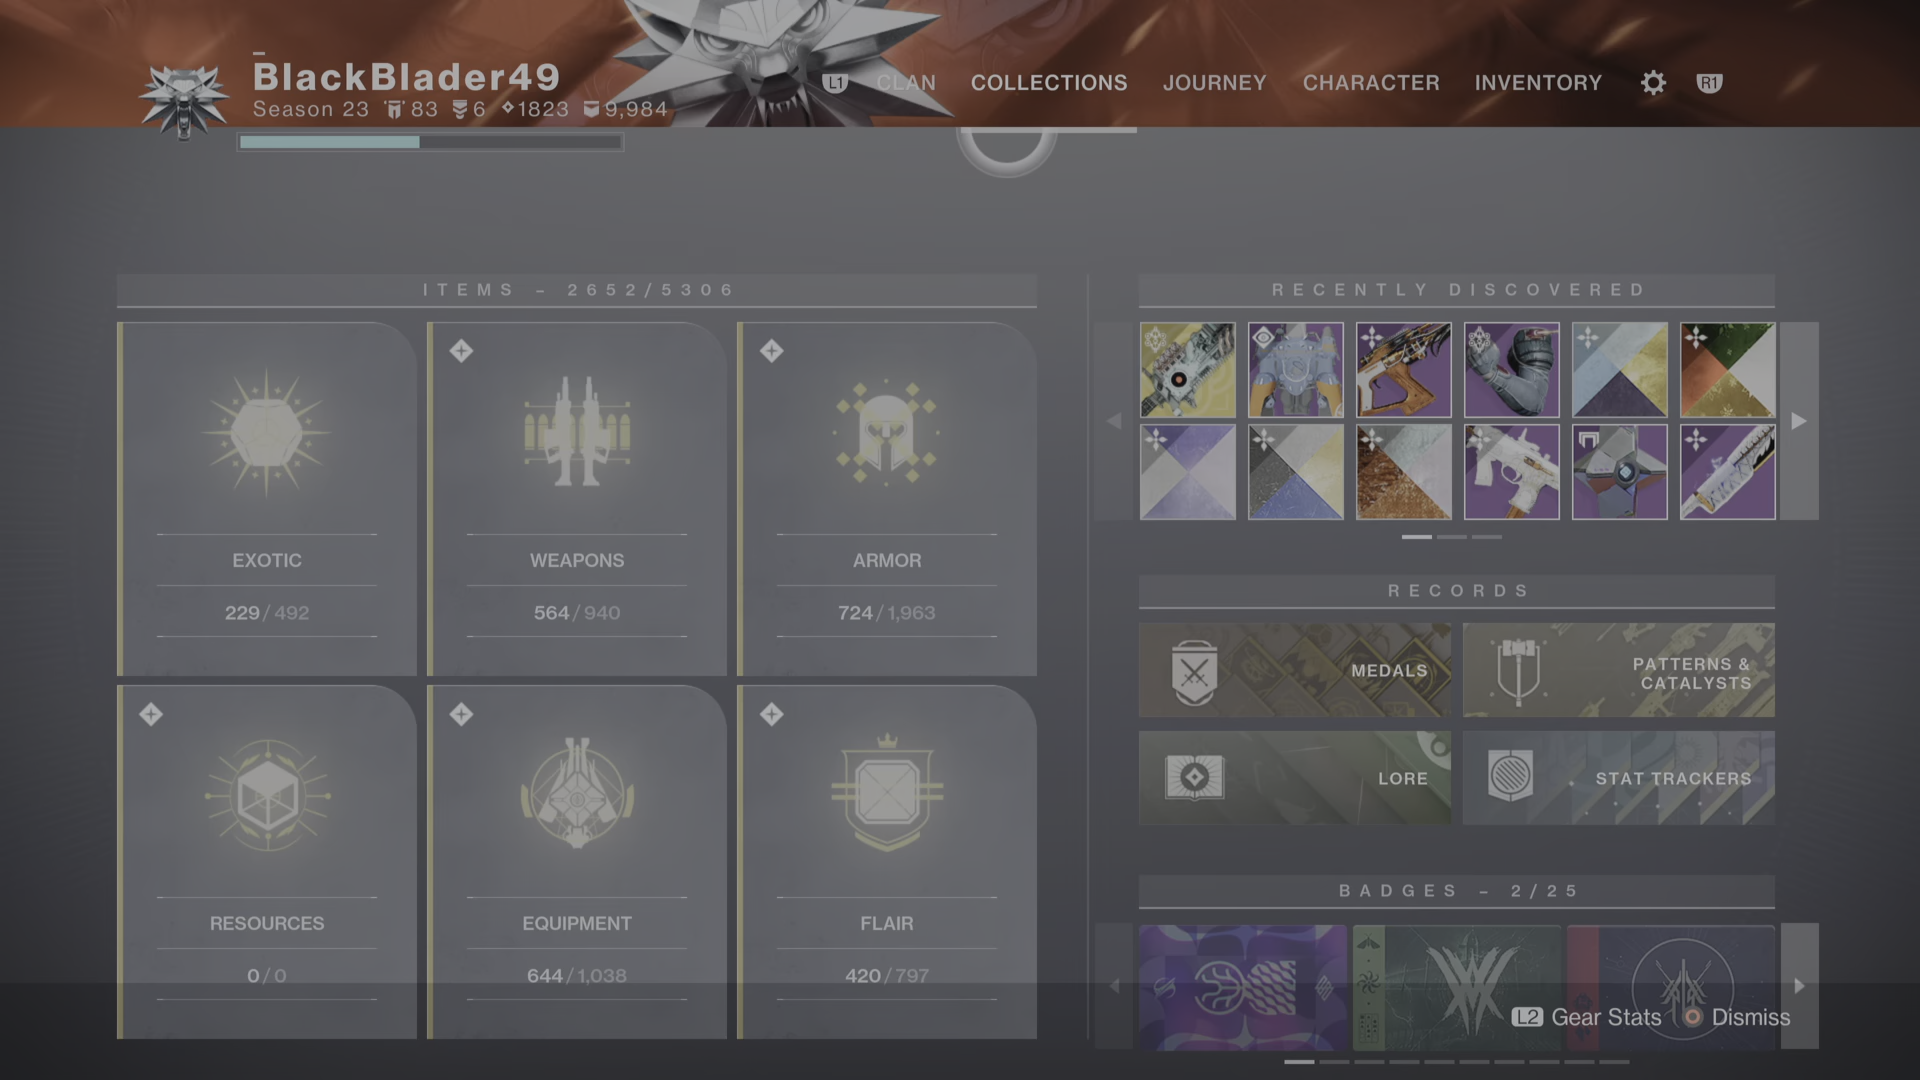 BlackBlader49
Season 23 83 6 1823 9,984
L1 CLAN COLLECTIONS JOURNEY CHARACTER INVENTORY R1
ITEMS – 2652/5306
EXOTIC
229/492
WEAPONS
564/940
ARMOR
724/1,963
RESOURCES
0/0
EQUIPMENT
644/1,038
FLAIR
420/797
RECENTLY DISCOVERED
RECORDS
MEDALS
PATTERNS &
CATALYSTS
LORE
STAT TRACKERS
BADGES – 2/25
L2 Gear Stats Dismiss